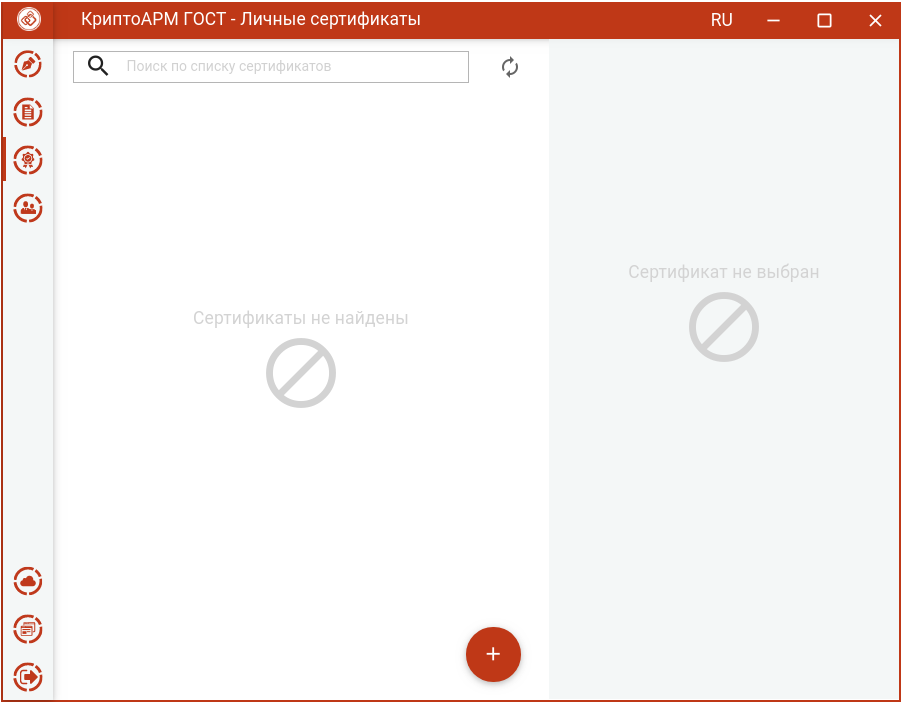 КриптоАРМ ГОСТ - Личные сертификаты
RU
Поиск по списку сертификатов
Сертификат не выбран
Сертификаты не найдены